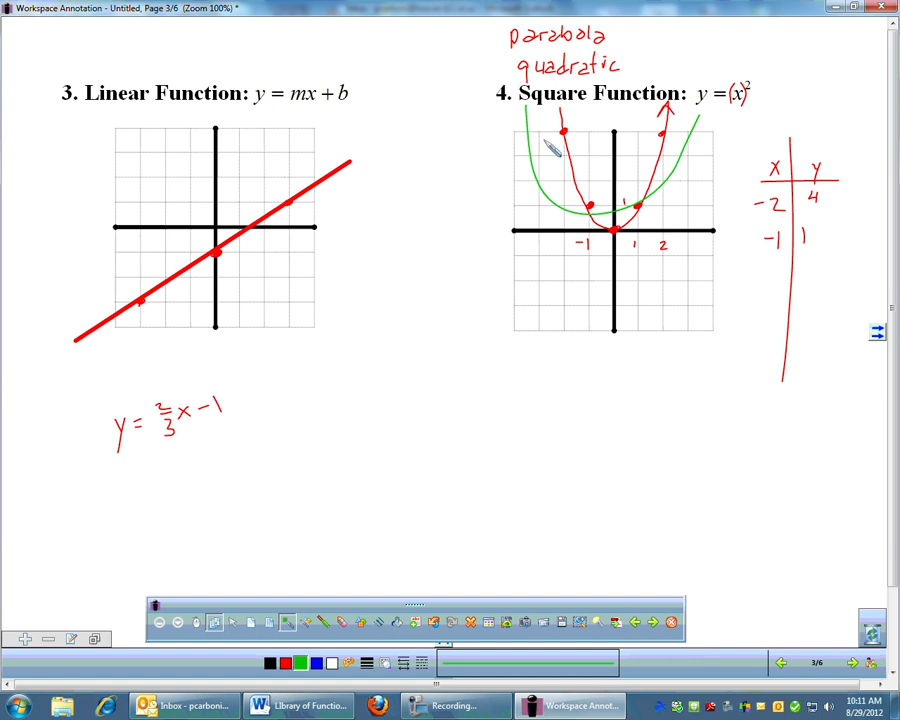 Workspace Annotation - Untitled, Page 3/6 (Zoom 100%) *
parabola
quadratic
3. Linear Function: y = mx + b
4. Square Function: y = (x)²
x y
-2 4
-1 1
1
-1 1 2
y = 2/3 x - 1
3/6
Inbox - pcarboni...
LIbrary of Functio...
Recording...
Workspace Annot...
10:11 AM
8/29/2012